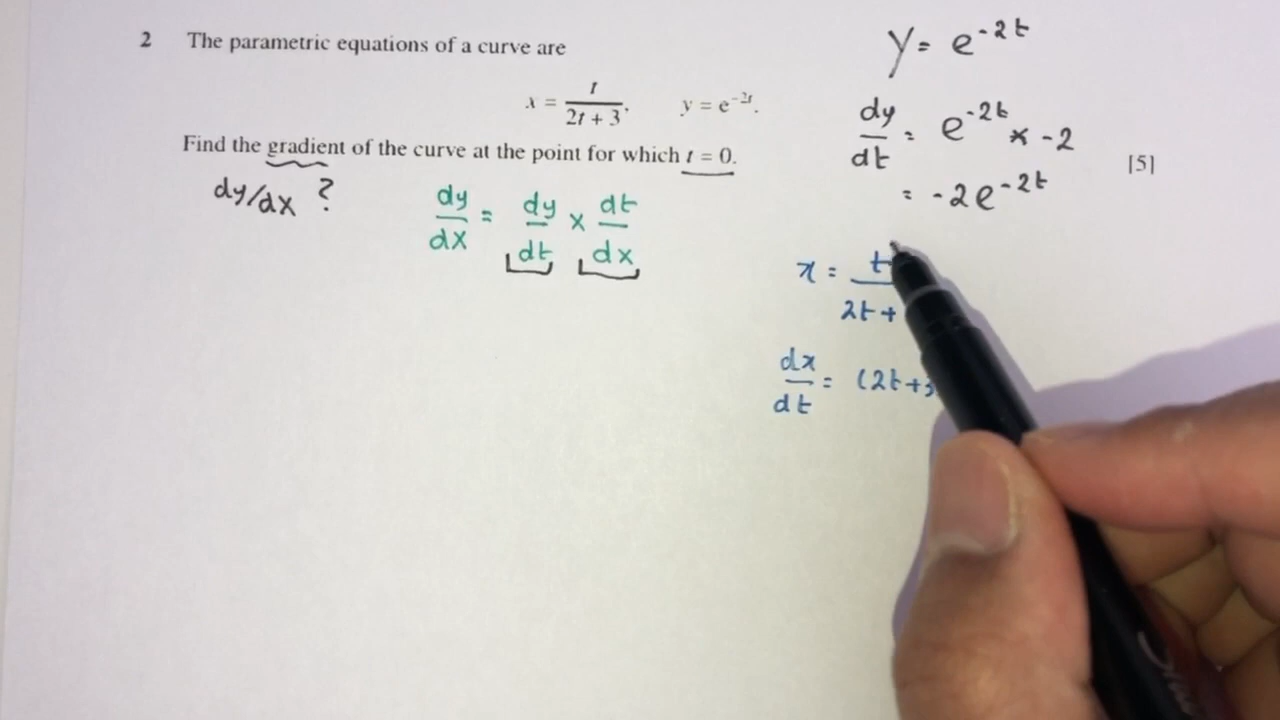 2 The parametric equations of a curve are
x = t / 2t + 3, y = e^-2t.
Find the gradient of the curve at the point for which t = 0.
[5]
dy/dx ?
dy/dx = dy/dt x dt/dx
y = e^-2t
dy/dt = e^-2t x -2
= -2e^-2t
x = t / 2t +
dx/dt = (2t+